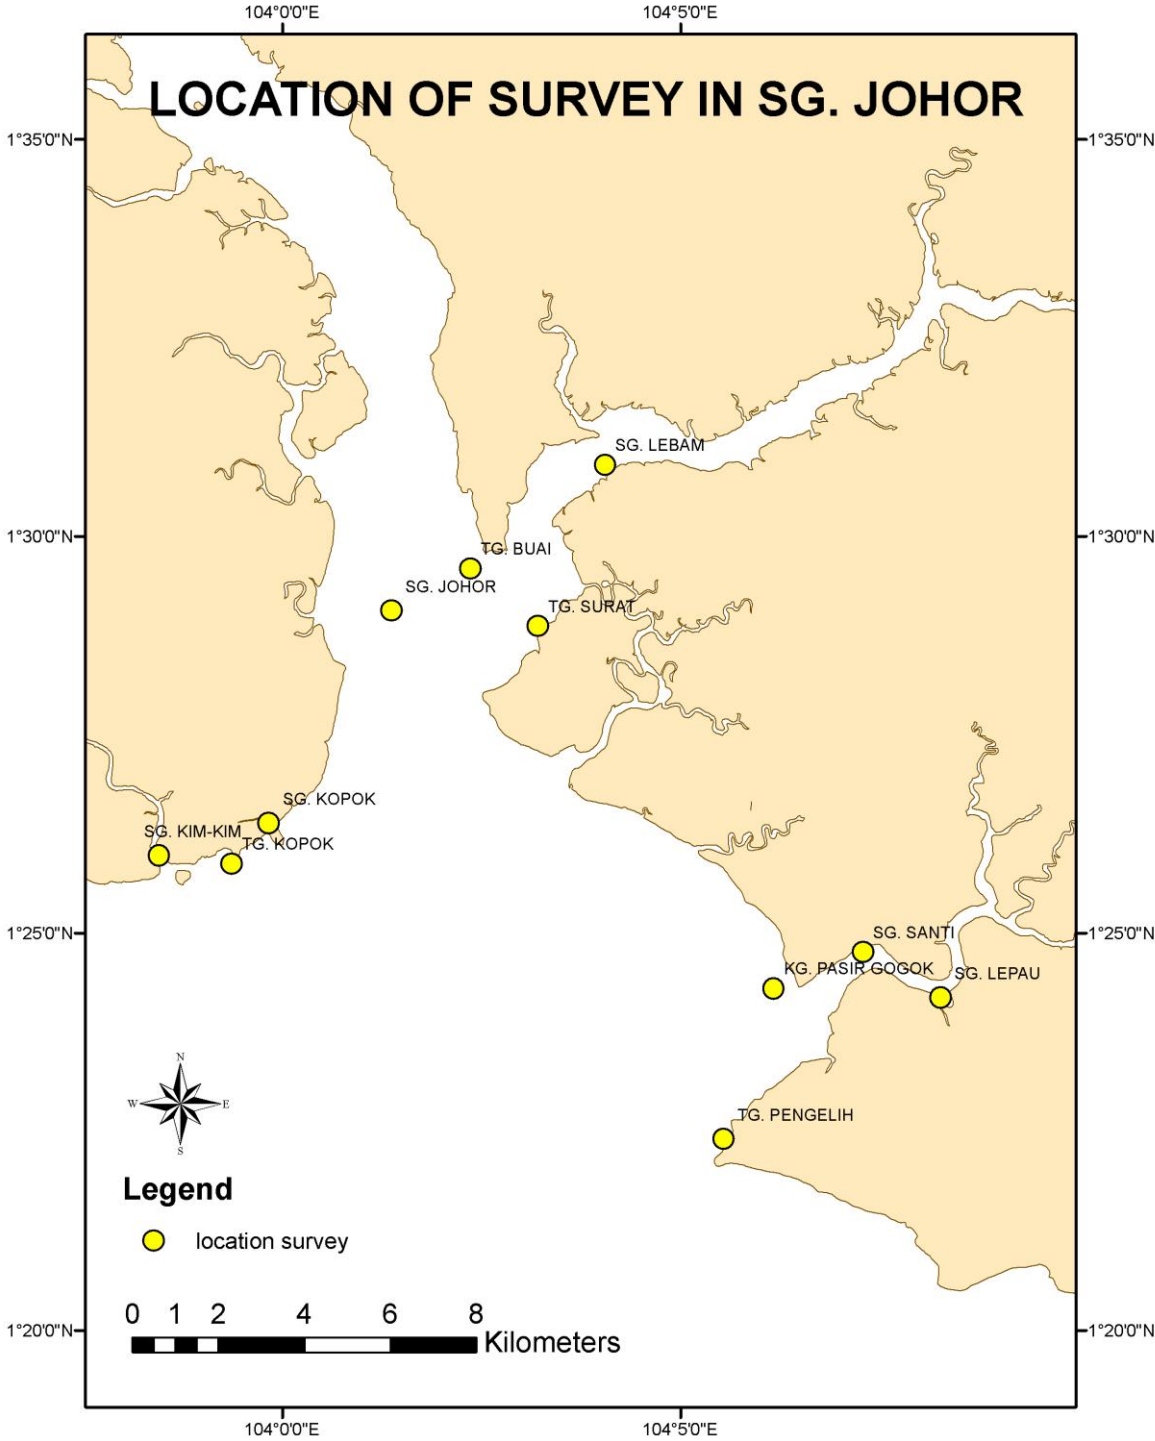 104°0'0"E 104°5'0"E
LOCATION OF SURVEY IN SG. JOHOR
1°35'0"N 1°35'0"N
SG. LEBAM
1°30'0"N 1°30'0"N
TG. BUAI
SG. JOHOR
TG. SURAT
SG. KOPOK
SG. KIM-KIM
TG. KOPOK
1°25'0"N 1°25'0"N
SG. SANTI
KG. PASIR GOGOK
SG. LEPAU
N
W E
S
TG. PENGELIH
Legend
location survey
0 1 2 4 6 8
Kilometers
1°20'0"N 1°20'0"N
104°0'0"E 104°5'0"E